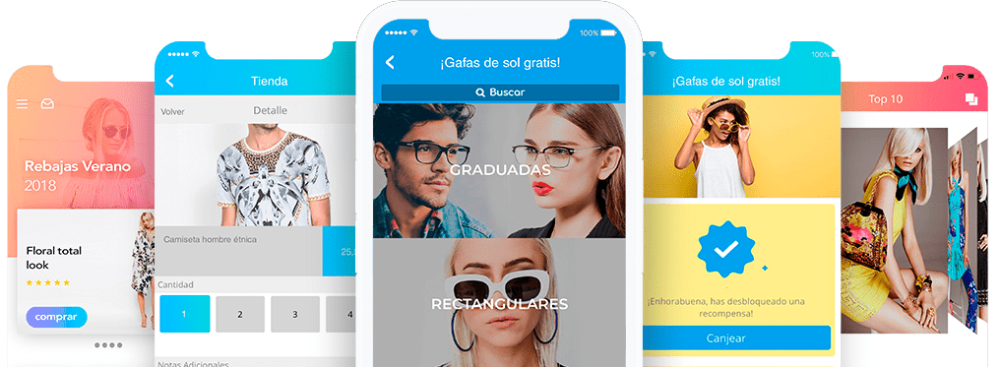 Rebajas Verano
2018
Floral total
look
comprar
Tienda
Volver
Detalle
Camiseta hombre étnica
25,
Cantidad
1
2
3
4
Notas Adicionales
100%
¡Gafas de sol gratis!
Buscar
GRADUADAS
RECTANGULARES
100%
¡Gafas de sol gratis!
¡Enhorabuena, has desbloqueado una
recompensa!
Canjear
Top 10